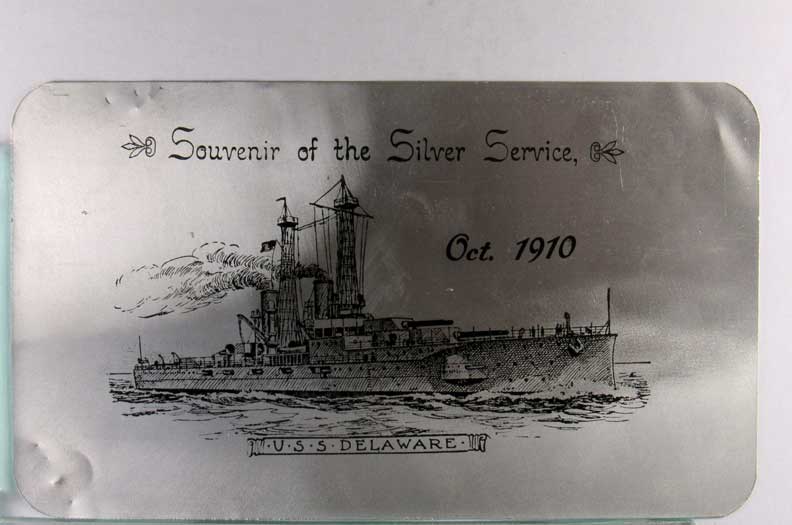 Souvenir of the Silver Service,
Oct. 1910
U·S·S·DELAWARE·